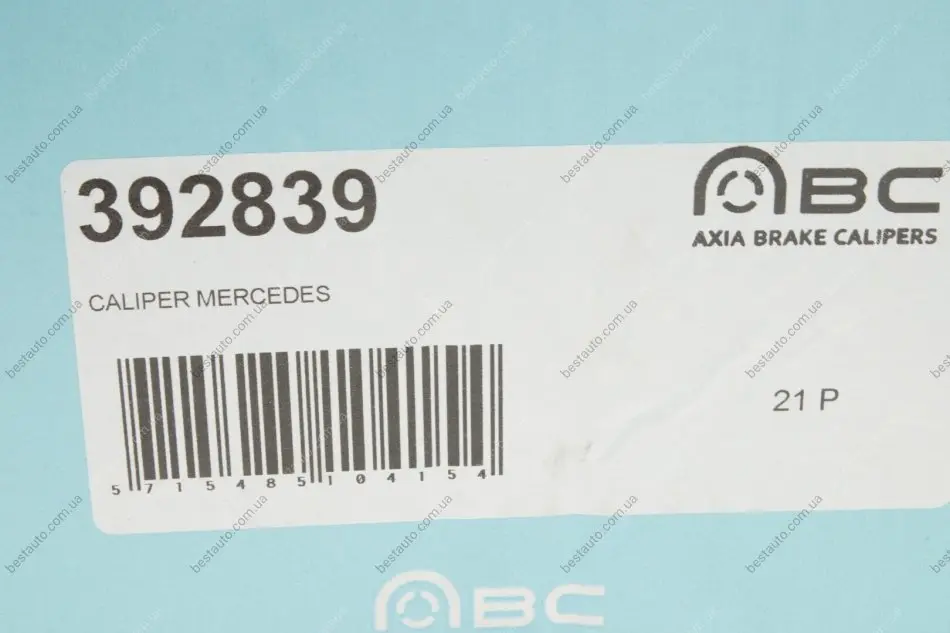 392839
ABC
AXIA BRAKE CALIPERS
CALIPER MERCEDES
21 P
5 715485 104154
ABC
bestauto.com.ua